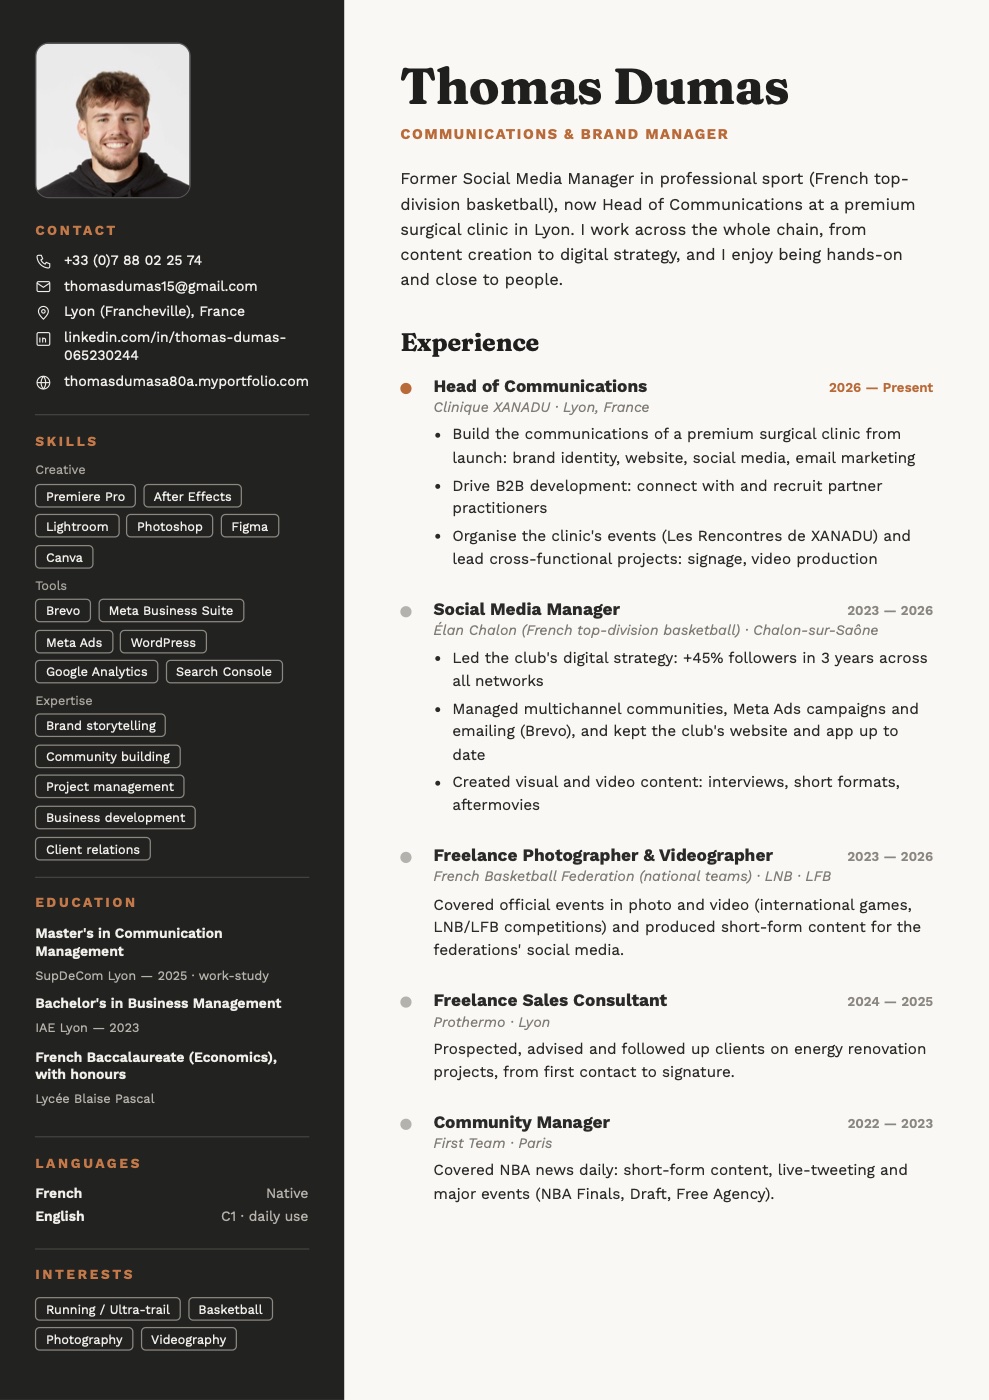 CONTACT
+33 (0)7 88 02 25 74
thomasdumas15@gmail.com
Lyon (Francheville), France
linkedin.com/in/thomas-dumas-
065230244
thomasdumasa80a.myportfolio.com
SKILLS
Creative
Premiere Pro After Effects
Lightroom Photoshop Figma
Canva
Tools
Brevo Meta Business Suite
Meta Ads WordPress
Google Analytics Search Console
Expertise
Brand storytelling
Community building
Project management
Business development
Client relations
EDUCATION
Master's in Communication
Management
SupDeCom Lyon — 2025 · work-study
Bachelor's in Business Management
IAE Lyon — 2023
French Baccalaureate (Economics),
with honours
Lycée Blaise Pascal
LANGUAGES
French Native
English C1 · daily use
INTERESTS
Running / Ultra-trail Basketball
Photography Videography
Thomas Dumas
COMMUNICATIONS & BRAND MANAGER
Former Social Media Manager in professional sport (French top-
division basketball), now Head of Communications at a premium
surgical clinic in Lyon. I work across the whole chain, from
content creation to digital strategy, and I enjoy being hands-on
and close to people.
Experience
Head of Communications 2026 — Present
Clinique XANADU · Lyon, France
• Build the communications of a premium surgical clinic from
launch: brand identity, website, social media, email marketing
• Drive B2B development: connect with and recruit partner
practitioners
• Organise the clinic's events (Les Rencontres de XANADU) and
lead cross-functional projects: signage, video production
Social Media Manager 2023 — 2026
Élan Chalon (French top-division basketball) · Chalon-sur-Saône
• Led the club's digital strategy: +45% followers in 3 years across
all networks
• Managed multichannel communities, Meta Ads campaigns and
emailing (Brevo), and kept the club's website and app up to
date
• Created visual and video content: interviews, short formats,
aftermovies
Freelance Photographer & Videographer 2023 — 2026
French Basketball Federation (national teams) · LNB · LFB
Covered official events in photo and video (international games,
LNB/LFB competitions) and produced short-form content for the
federations' social media.
Freelance Sales Consultant 2024 — 2025
Prothermo · Lyon
Prospected, advised and followed up clients on energy renovation
projects, from first contact to signature.
Community Manager 2022 — 2023
First Team · Paris
Covered NBA news daily: short-form content, live-tweeting and
major events (NBA Finals, Draft, Free Agency).